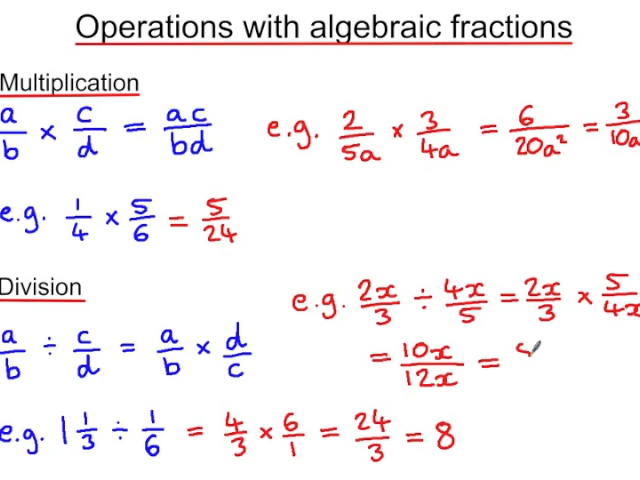 Operations with algebraic fractions
Multiplication
a/b × c/d = ac/bd
e.g. 2/5a × 3/4a = 6/20a² = 3/10a
e.g. 1/4 × 5/6 = 5/24
Division
e.g. 2x/3 ÷ 4x/5 = 2x/3 × 5/4x
a/b ÷ c/d = a/b × d/c
= 10x/12x =
e.g. 1 1/3 ÷ 1/6 = 4/3 × 6/1 = 24/3 = 8